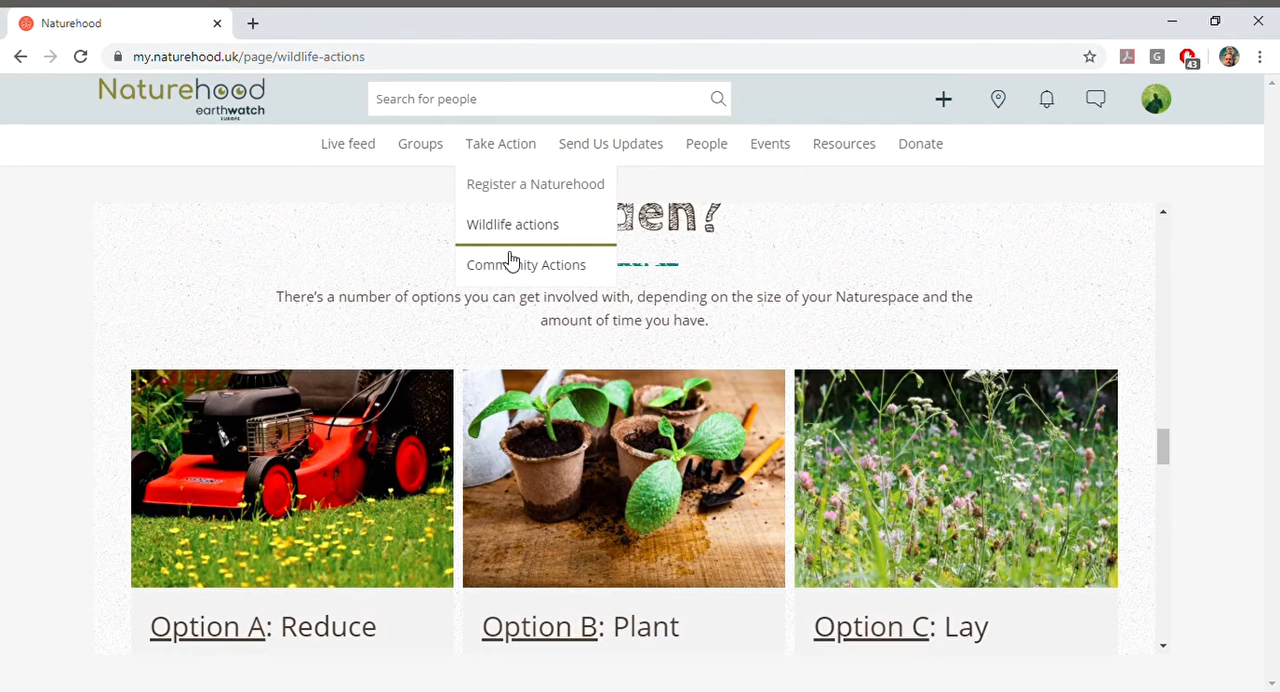 Naturehood
my.naturehood.uk/page/wildlife-actions
43
Naturehood
earthwatch
EUROPE
Search for people
Live feed Groups Take Action Send Us Updates People Events Resources Donate
Register a Naturehood
Wildlife actions
Community Actions
There's a number of options you can get involved with, depending on the size of your Naturespace and the
amount of time you have.
Option A: Reduce
Option B: Plant
Option C: Lay